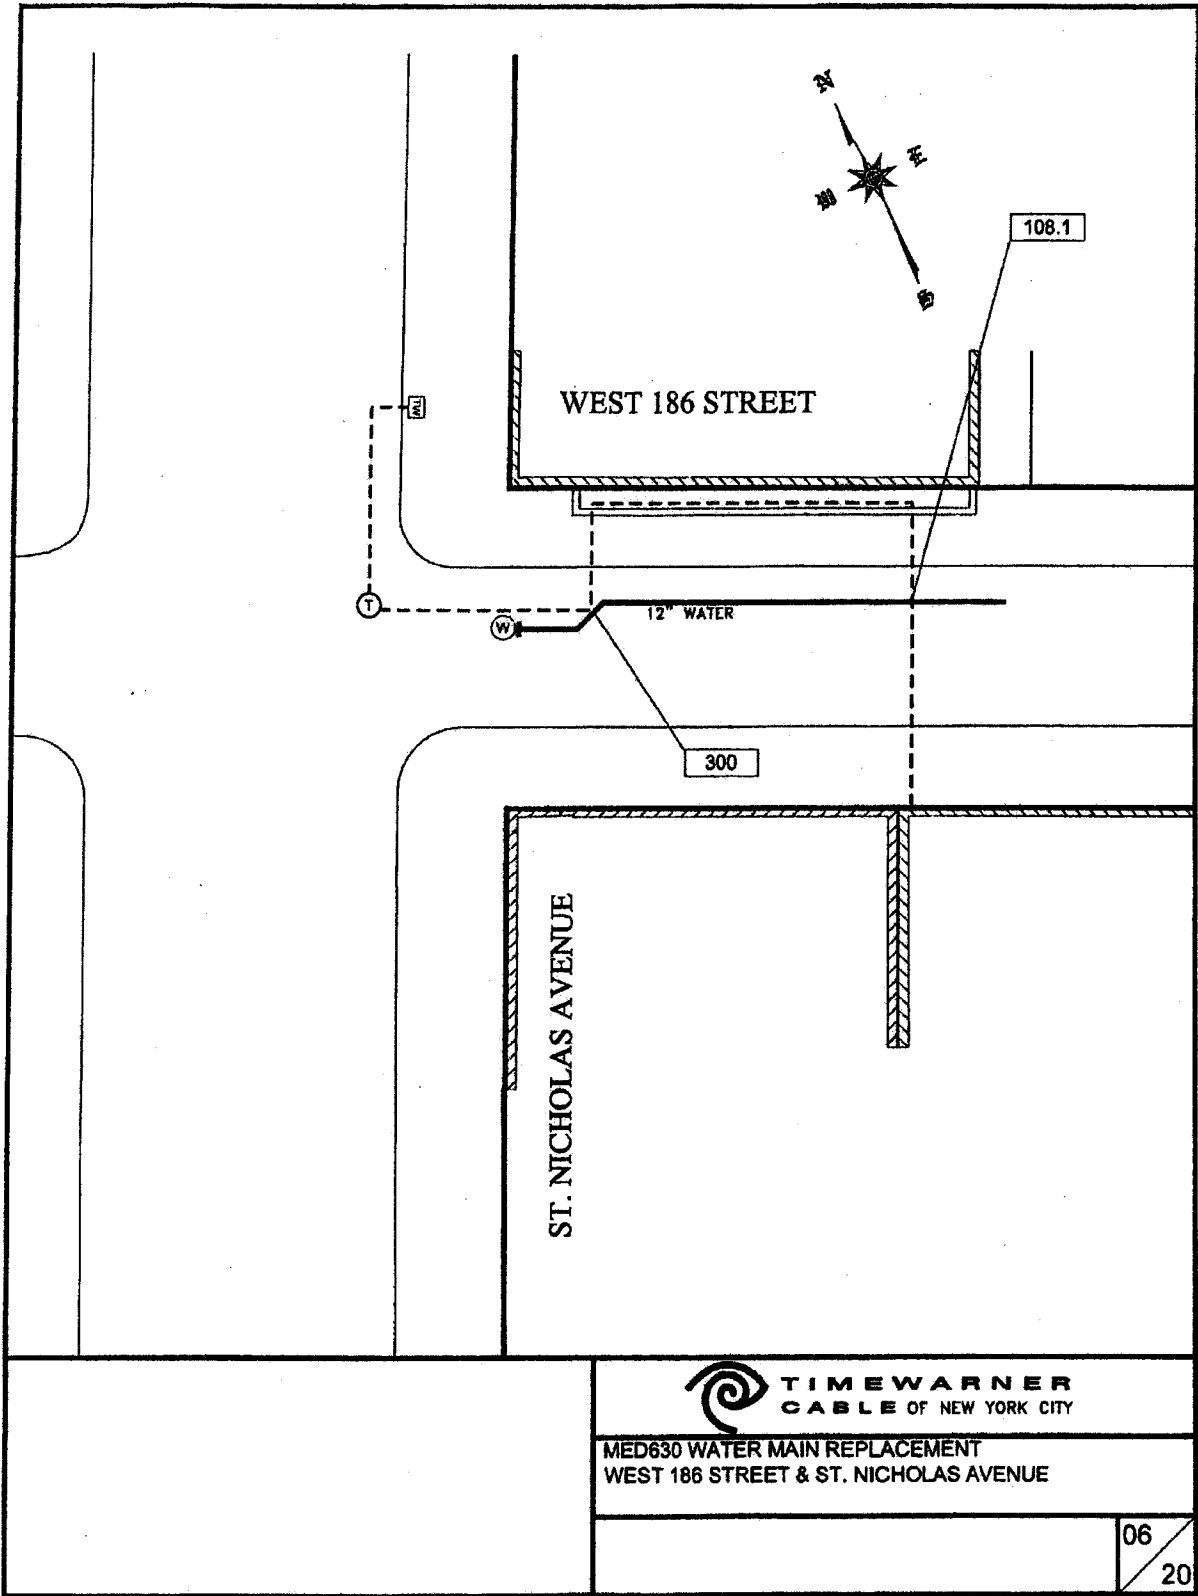 N
E
W
S
108.1
WEST 186 STREET
TW
T
12" WATER
W
300
ST. NICHOLAS AVENUE
TIMEWARNER
CABLE OF NEW YORK CITY
MED630 WATER MAIN REPLACEMENT
WEST 186 STREET & ST. NICHOLAS AVENUE
06
20